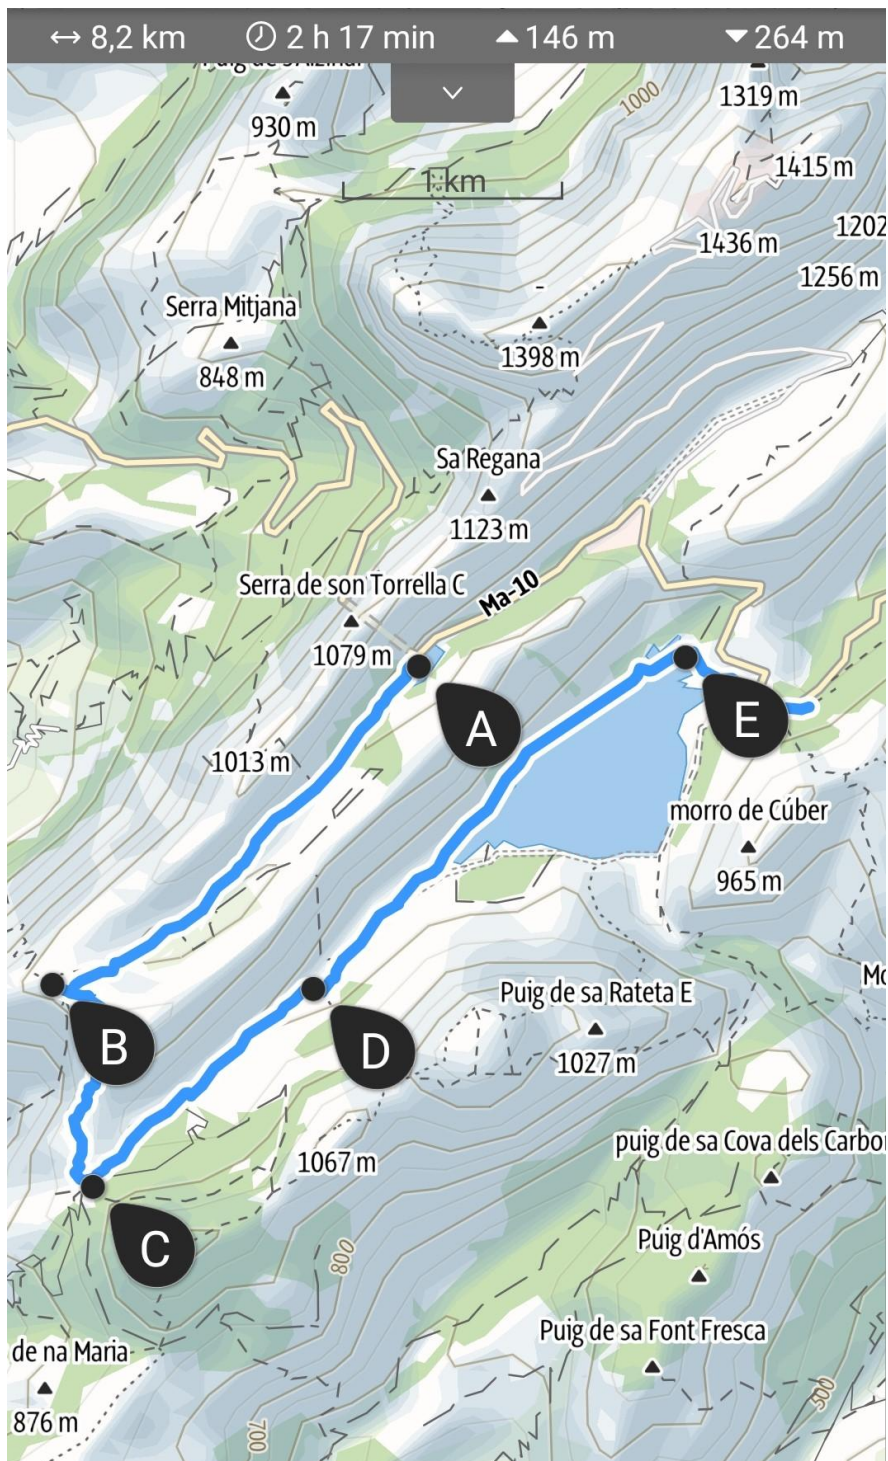 8,2 km 2 h 17 min 146 m 264 m
930 m
1 km
1000
1319 m
1415 m
1436 m
1202
1256 m
Serra Mitjana
848 m
-
1398 m
Sa Regana
1123 m
Ma-10
Serra de son Torrella C
1079 m
A
E
1013 m
morro de Cúber
965 m
B
D
Puig de sa Rateta E
1027 m
Mo
1067 m
puig de sa Cova dels Carbo
C
Puig d'Amós
800
Puig de sa Font Fresca
de na Maria
876 m
700
500